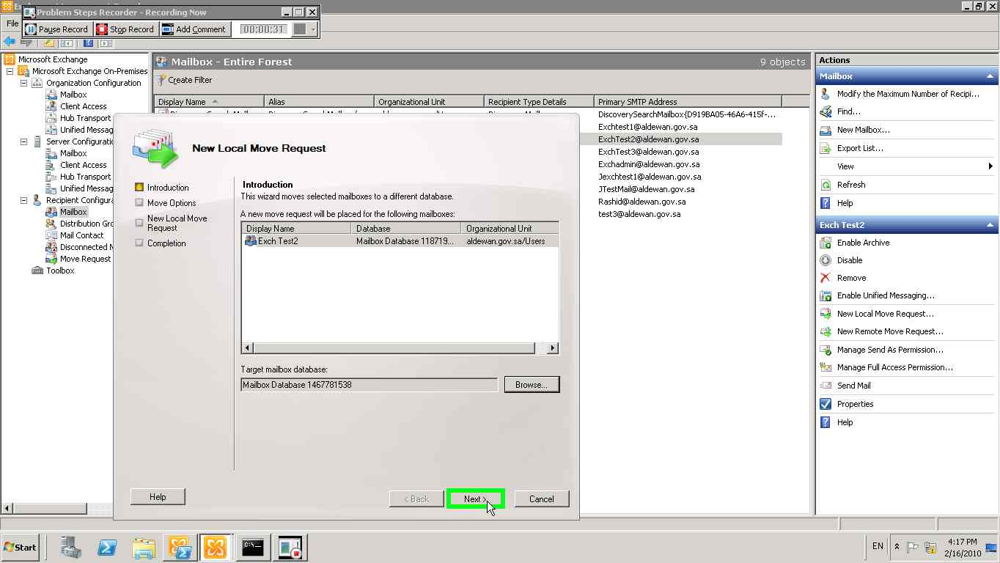 Problem Steps Recorder - Recording Now
File
Pause Record
Stop Record
Add Comment
00:00:31
Microsoft Exchange
Microsoft Exchange On-Premises
Organization Configuration
Mailbox
Client Access
Hub Transport
Unified Messag
Server Configuratio
Mailbox
Client Access
Hub Transport
Unified Messag
Recipient Configura
Mailbox
Distribution Gro
Mail Contact
Disconnected M
Move Request
Toolbox
Mailbox - Entire Forest
9 objects
Create Filter
Display Name
Alias
Organizational Unit
Recipient Type Details
Primary SMTP Address
DiscoverySearchMailbox{D919BA05-46A6-415f-...
Exchtest1@aldewan.gov.sa
ExchTest2@aldewan.gov.sa
ExchTest3@aldewan.gov.sa
Exchadmin@aldewan.gov.sa
Jexchtest1@aldewan.gov.sa
JTestMail@aldewan.gov.sa
Rashid@aldewan.gov.sa
test3@aldewan.gov.sa
New Local Move Request
Introduction
Move Options
New Local Move
Request
Completion
Introduction
This wizard moves selected mailboxes to a different database.
A new move request will be placed for the following mailboxes:
Display Name
Database
Organizational Unit
Exch Test2
Mailbox Database 118719...
aldewan.gov.sa/Users
Target mailbox database:
Mailbox Database 1467781538
Browse...
Help
< Back
Next >
Cancel
Actions
Mailbox
Modify the Maximum Number of Recipi...
Find...
New Mailbox...
Export List...
View
Refresh
Help
Exch Test2
Enable Archive
Disable
Remove
Enable Unified Messaging...
New Local Move Request...
New Remote Move Request...
Manage Send As Permission...
Manage Full Access Permission...
Send Mail
Properties
Help
Start
C:\
EN
4:17 PM
2/16/2010